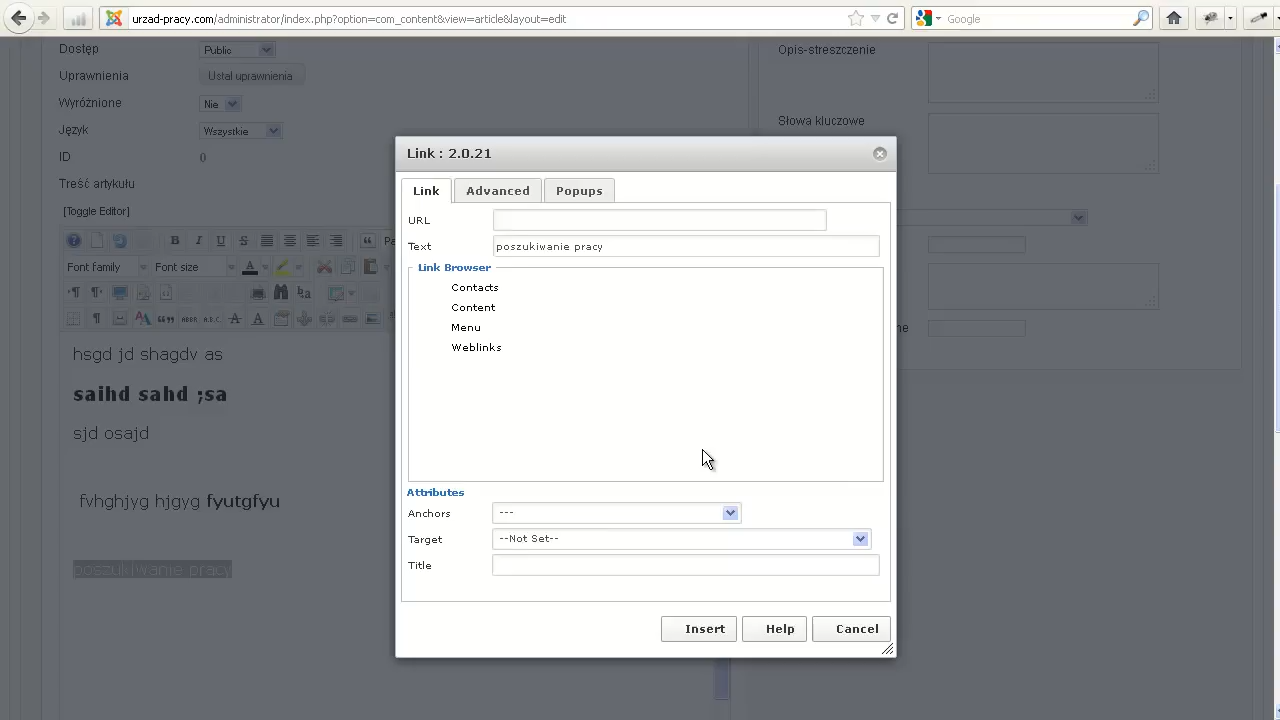 urzad-pracy.com/ninistrator/index.php?option=com_content&view=article&layout=edit
Google
Dostęp Public
Opis-streszczenie
Uprawnienia Ustal uprawnienia
Wyróżnione Nie
Słowa kluczowe
Język Wszystkie
ID 0
Treść artykułu
[Toggle Editor]
Font family Font size
hsgd jd shagdv as
saihd sahd ;sa
sjd osajd
fvhghjyg hjgyg fyutgfyu
poszukiwanie pracy
Link : 2.0.21
Link Advanced Popups
URL
Text poszukiwanie pracy
Link Browser
Contacts
Content
Menu
Weblinks
Attributes
Anchors ---
Target --Not Set--
Title
Insert Help Cancel